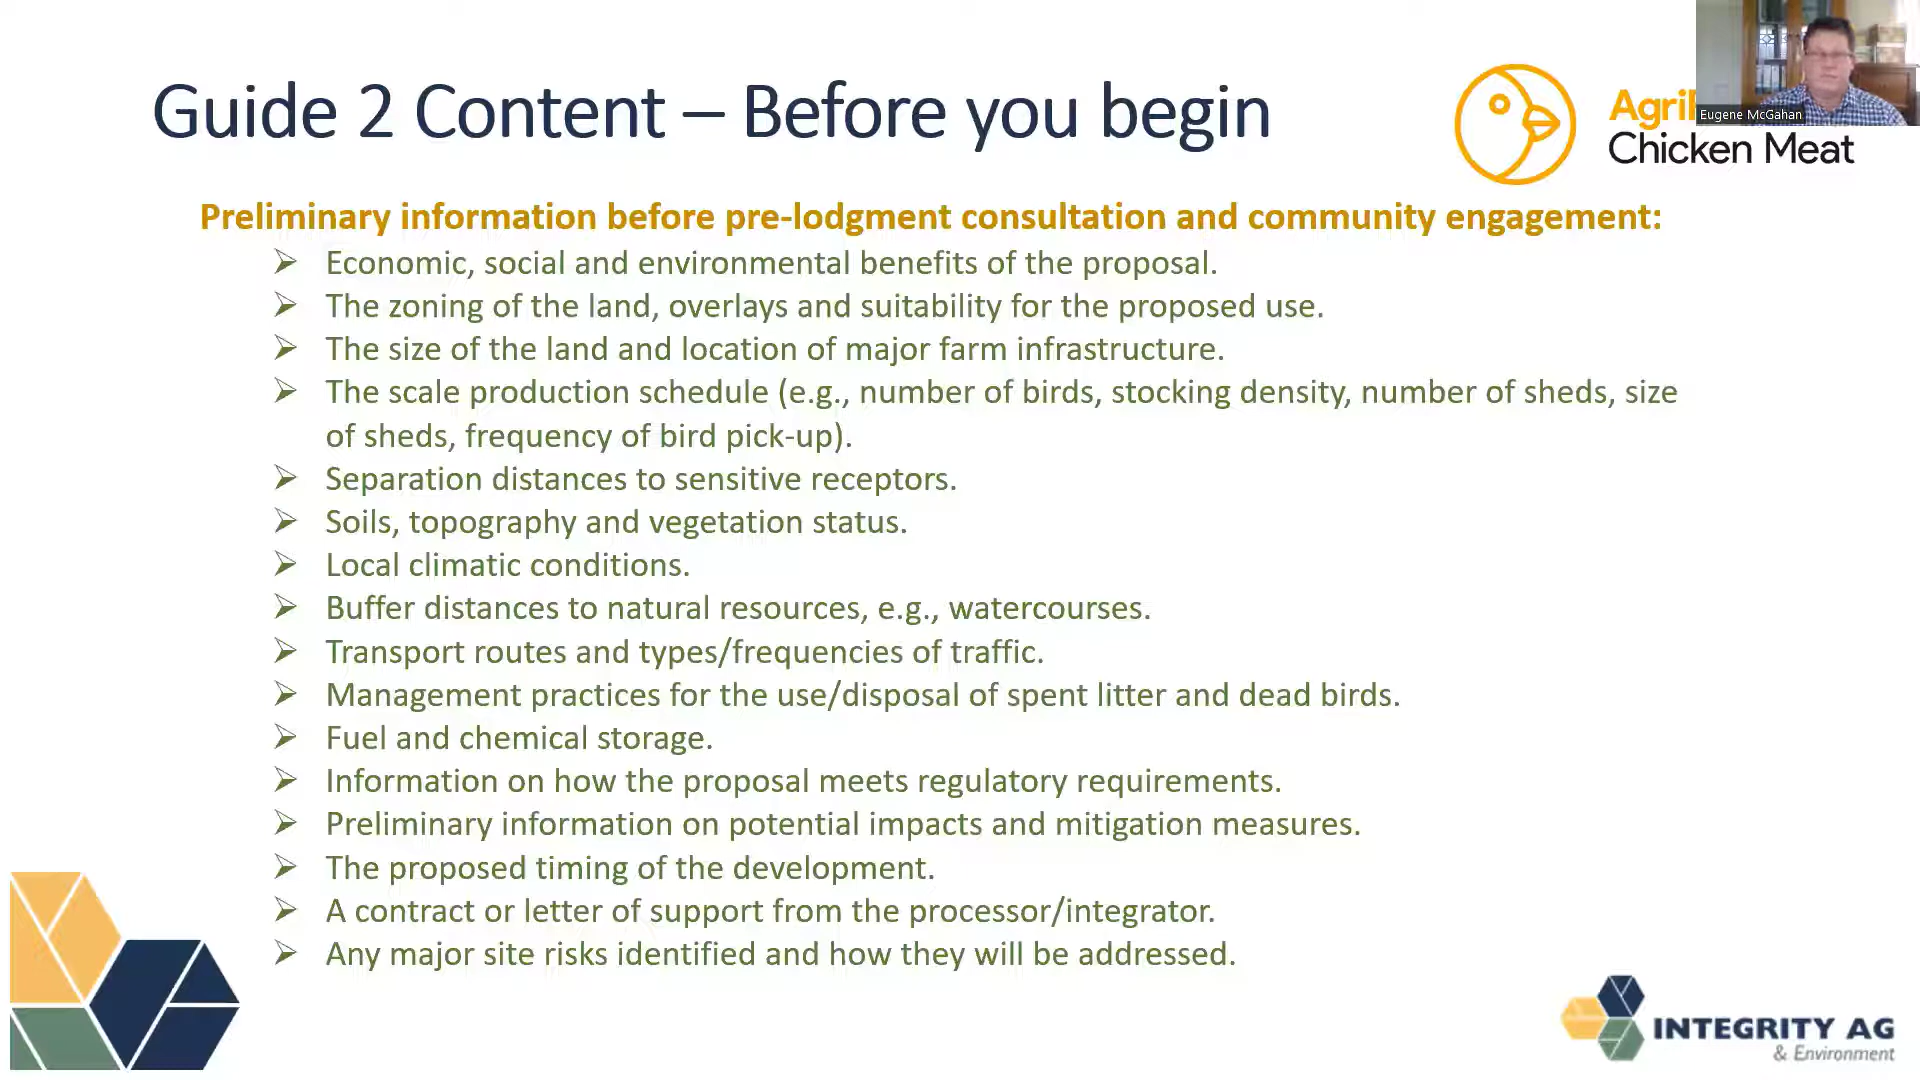 Guide 2 Content – Before you begin
Eugene McGahan
Chicken Meat
Preliminary information before pre-lodgment consultation and community engagement:
Economic, social and environmental benefits of the proposal.
The zoning of the land, overlays and suitability for the proposed use.
The size of the land and location of major farm infrastructure.
The scale production schedule (e.g., number of birds, stocking density, number of sheds, size
of sheds, frequency of bird pick-up).
Separation distances to sensitive receptors.
Soils, topography and vegetation status.
Local climatic conditions.
Buffer distances to natural resources, e.g., watercourses.
Transport routes and types/frequencies of traffic.
Management practices for the use/disposal of spent litter and dead birds.
Fuel and chemical storage.
Information on how the proposal meets regulatory requirements.
Preliminary information on potential impacts and mitigation measures.
The proposed timing of the development.
A contract or letter of support from the processor/integrator.
Any major site risks identified and how they will be addressed.
INTEGRITY AG
& Environment